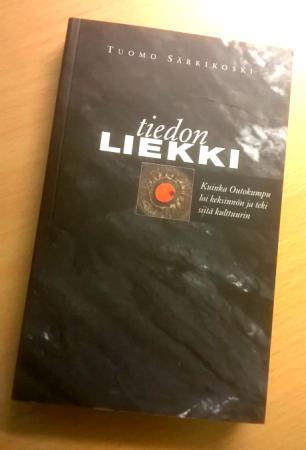 TUOMO SÄRKIKOSKI
tiedon
LIEKKI
Kuinka Outokumpu
loi keksinnön ja teki
siitä kulttuurin